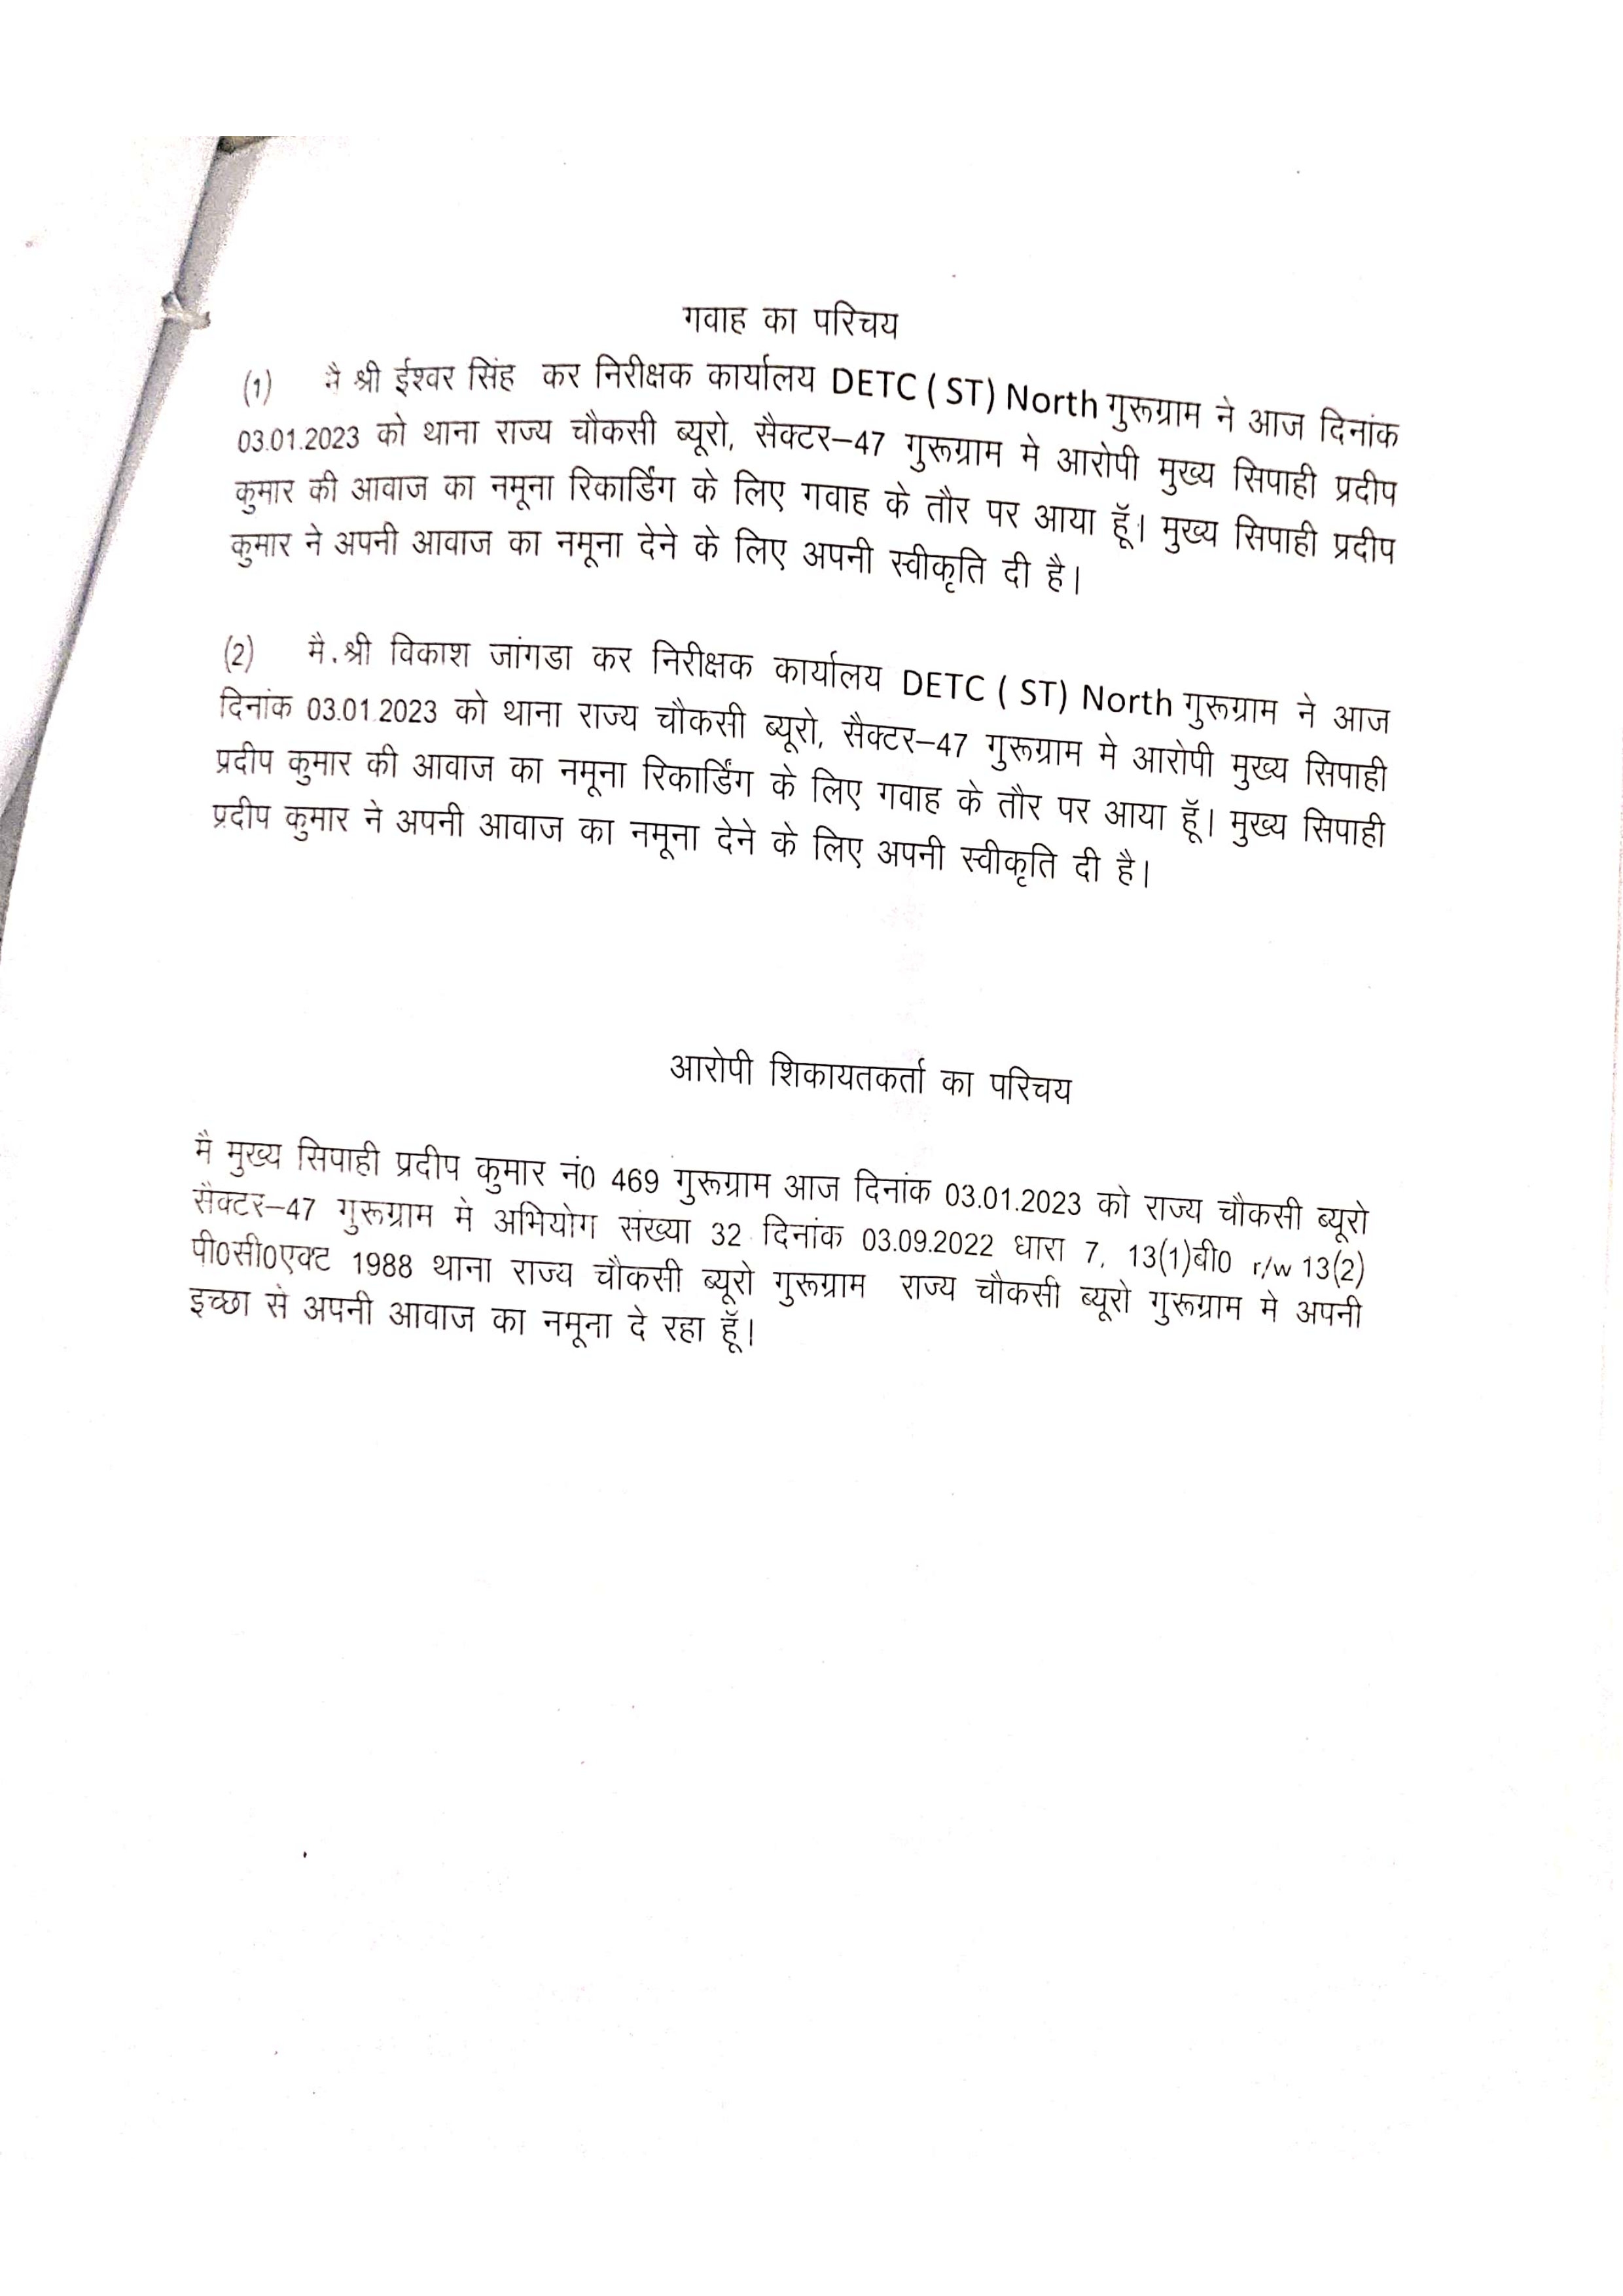 गवाह का परिचय
(1) मै श्री ईश्वर सिंह कर निरीक्षक कार्यालय DETC ( ST) North गुरूग्राम ने आज दिनांक
03.01.2023 को थाना राज्य चौकसी ब्यूरो, सैक्टर–47 गुरूग्राम मे आरोपी मुख्य सिपाही प्रदीप
कुमार की आवाज का नमूना रिकार्डिंग के लिए गवाह के तौर पर आया हूॅ। मुख्य सिपाही प्रदीप
कुमार ने अपनी आवाज का नमूना देने के लिए अपनी स्वीकृति दी है।
(2) मै.श्री विकाश जांगडा कर निरीक्षक कार्यालय DETC ( ST) North गुरूग्राम ने आज
दिनांक 03.01.2023 को थाना राज्य चौकसी ब्यूरो, सैक्टर–47 गुरूग्राम मे आरोपी मुख्य सिपाही
प्रदीप कुमार की आवाज का नमूना रिकार्डिंग के लिए गवाह के तौर पर आया हूॅ। मुख्य सिपाही
प्रदीप कुमार ने अपनी आवाज का नमूना देने के लिए अपनी स्वीकृति दी है।
आरोपी शिकायतकर्ता का परिचय
मै मुख्य सिपाही प्रदीप कुमार नं0 469 गुरूग्राम आज दिनांक 03.01.2023 को राज्य चौकसी ब्यूरो
सैक्टर–47 गुरूग्राम मे अभियोग संख्या 32 दिनांक 03.09.2022 धारा 7, 13(1)बी0 r/w 13(2)
पी0सी0एक्ट 1988 थाना राज्य चौकसी ब्यूरो गुरूग्राम राज्य चौकसी ब्यूरो गुरूग्राम मे अपनी
इच्छा से अपनी आवाज का नमूना दे रहा हूॅ।